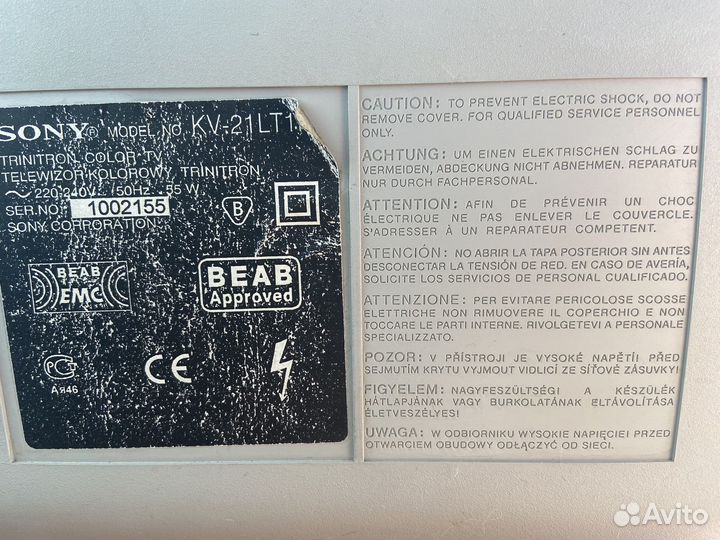 SONY® MODEL NO. KV-21LT1
TRINITRON COLOR TV
TELEWIZOR KOLOROWY TRINITRON
~ 220-240V 50Hz 55 W
SER.NO. 1002155
SONY CORPORATION
B
BEAB
EMC
BEAB
Approved
РСТ
Ая46
CE
CAUTION: TO PREVENT ELECTRIC SHOCK, DO NOT
REMOVE COVER. FOR QUALIFIED SERVICE PERSONNEL
ONLY.
ACHTUNG: UM EINEN ELEKTRISCHEN SCHLAG ZU
VERMEIDEN, ABDECKUNG NICHT ABNEHMEN. REPARATUR
NUR DURCH FACHPERSONAL.
ATTENTION: AFIN DE PRÉVENIR UN CHOC
ÉLECTRIQUE NE PAS ENLEVER LE COUVERCLE.
S'ADRESSER À UN REPARATEUR COMPETENT.
ATENCIÓN: NO ABRIR LA TAPA POSTERIOR SIN ANTES
DESCONECTAR LA TENSIÓN DE RED. EN CASO DE AVERÍA,
SOLICITE LOS SERVICIOS DE PERSONAL CUALIFICADO.
ATTENZIONE: PER EVITARE PERICOLOSE SCOSSE
ELETTRICHE NON RIMUOVERE IL COPERCHIO E NON
TOCCARE LE PARTI INTERNE. RIVOLGETEVI A PERSONALE
SPECIALIZZATO.
POZOR: V PŘÍSTROJI JE VYSOKÉ NAPĚTÍ! PŘED
SEJMUTÍM KRYTU VYJMOUT VIDLICÍ ZE SÍŤOVÉ ZÁSUVKY!
FIGYELEM: NAGYFESZÜLTSÉG! A KÉSZÜLÉK
HÁTLAPJÁNAK VAGY BURKOLATÁNAK ELTÁVOLÍTÁSA
ÉLETVESZÉLYES!
UWAGA: W ODBIORNIKU WYSOKIE NAPIĘCIE! PRZED
OTWARCIEM OBUDOWY ODŁĄCZYĆ OD SIECI.
Avito